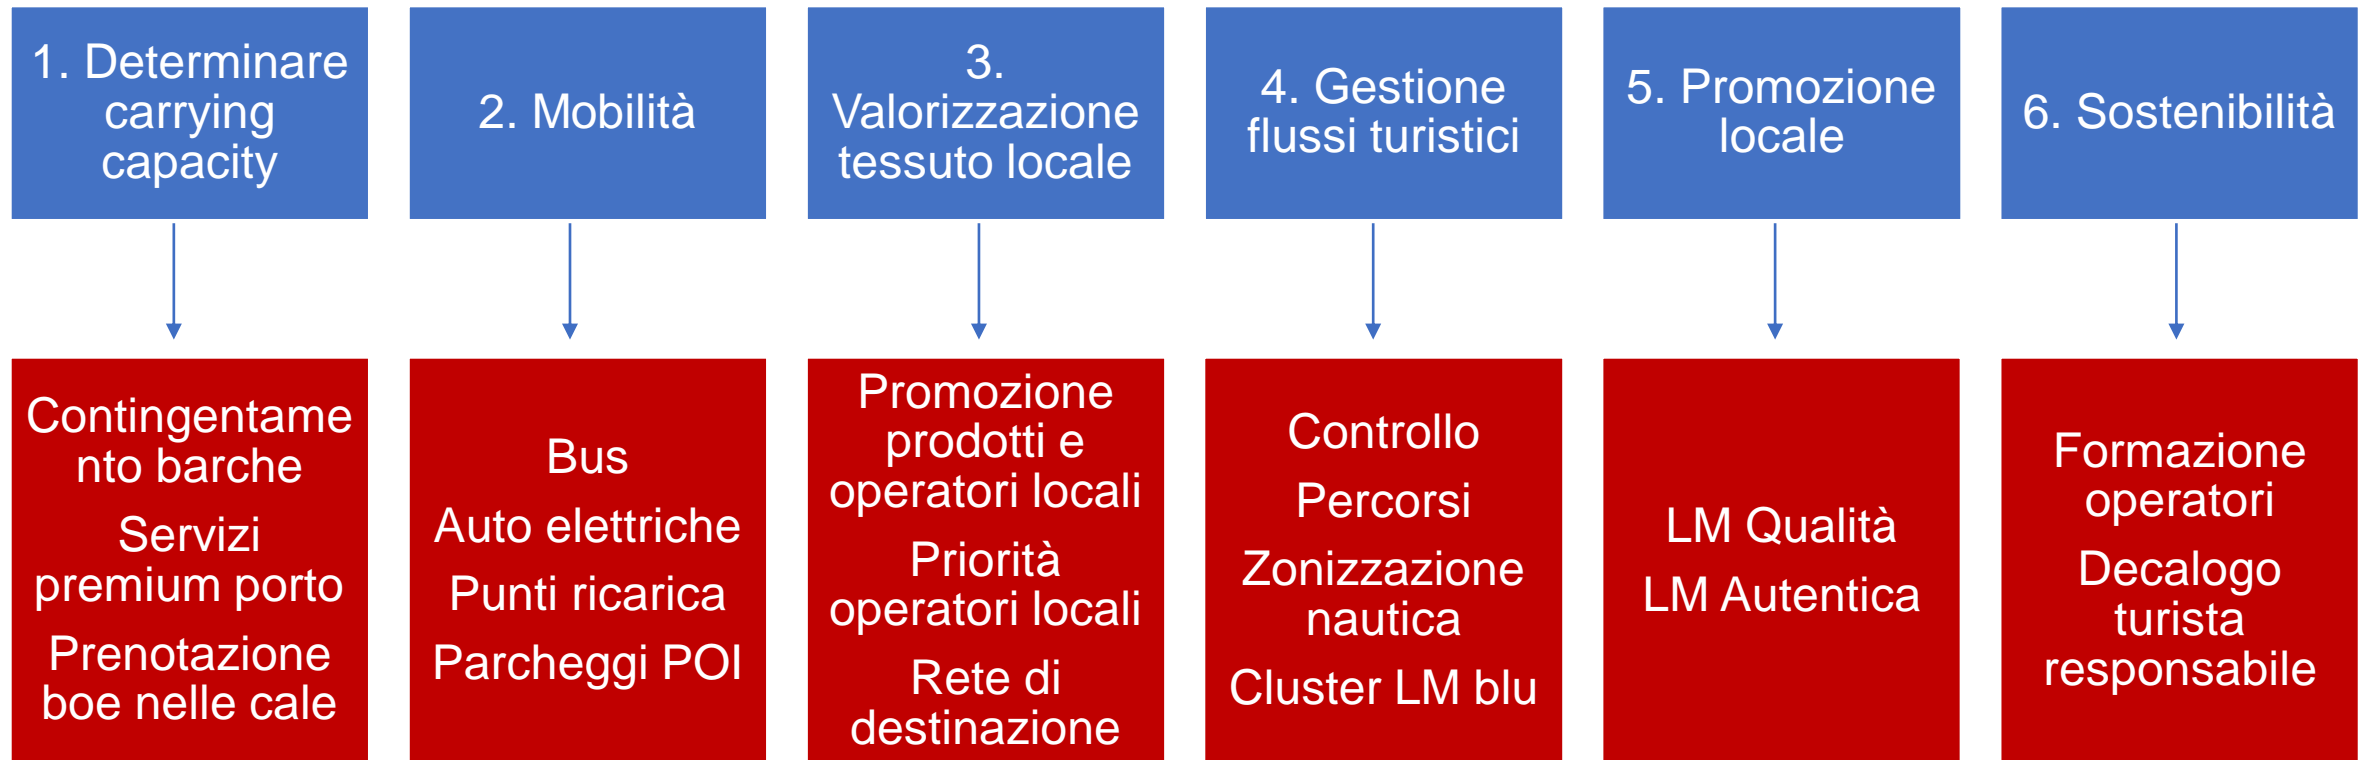 1. Determinare
carrying
capacity
2. Mobilità
3.
Valorizzazione
tessuto locale
4. Gestione
flussi turistici
5. Promozione
locale
6. Sostenibilità
Contingentame
nto barche
Servizi
premium porto
Prenotazione
boe nelle cale
Bus
Auto elettriche
Punti ricarica
Parcheggi POI
Promozione
prodotti e
operatori locali
Priorità
operatori locali
Rete di
destinazione
Controllo
Percorsi
Zonizzazione
nautica
Cluster LM blu
LM Qualità
LM Autentica
Formazione
operatori
Decalogo
turista
responsabile